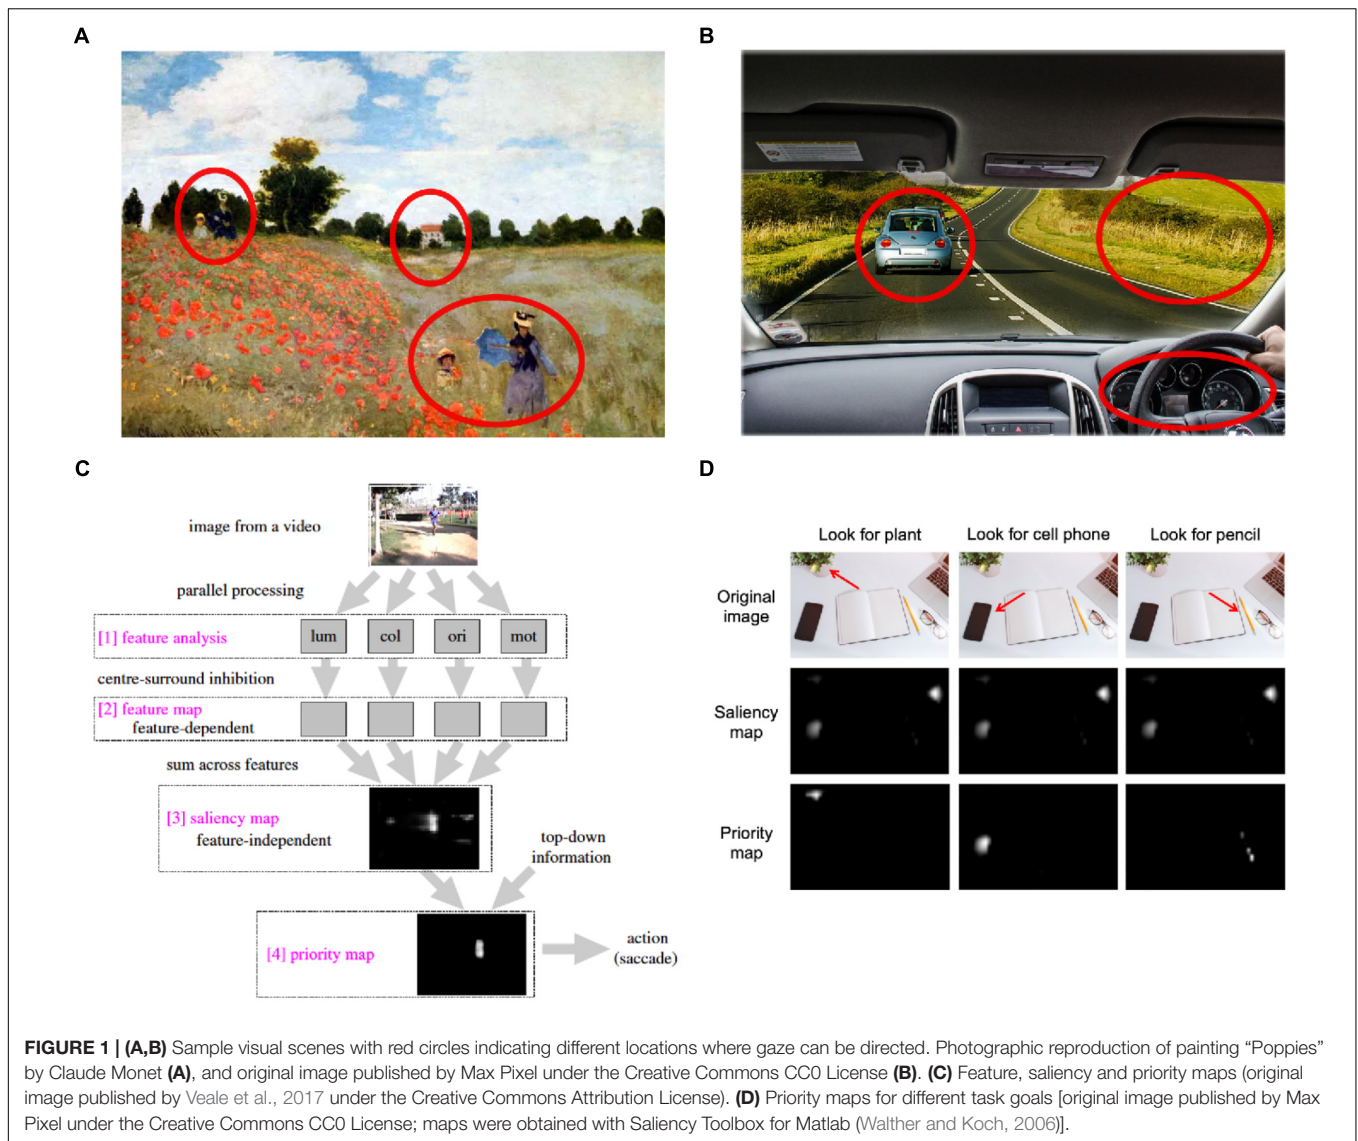 A
B
C
image from a video
parallel processing
[1] feature analysis
lum
col
ori
mot
centre-surround inhibition
[2] feature map
feature-dependent
sum across features
[3] saliency map
feature-independent
top-down
information
[4] priority map
action
(saccade)
D
Look for plant
Look for cell phone
Look for pencil
Original
image
Saliency
map
Priority
map
FIGURE 1 | (A,B) Sample visual scenes with red circles indicating different locations where gaze can be directed. Photographic reproduction of painting “Poppies”
by Claude Monet (A), and original image published by Max Pixel under the Creative Commons CC0 License (B). (C) Feature, saliency and priority maps (original
image published by Veale et al., 2017 under the Creative Commons Attribution License). (D) Priority maps for different task goals [original image published by Max
Pixel under the Creative Commons CC0 License; maps were obtained with Saliency Toolbox for Matlab (Walther and Koch, 2006)].